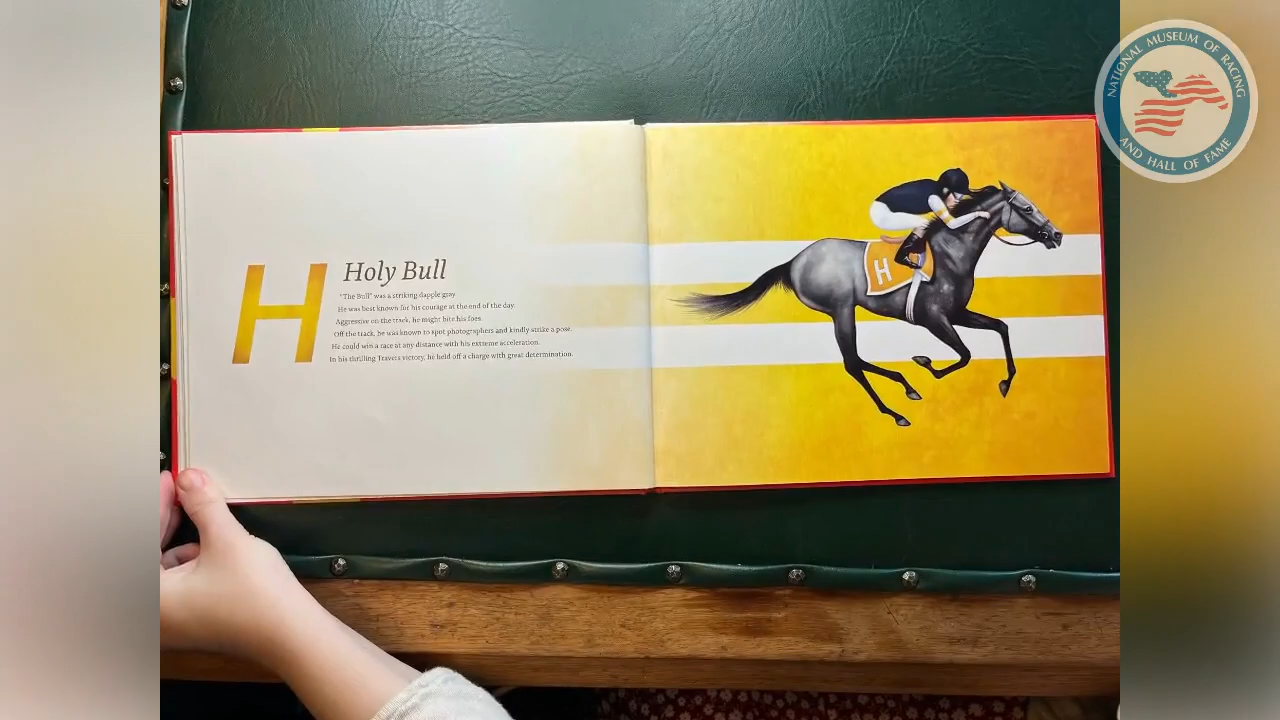 H
Holy Bull
"The Bull" was a striking dapple gray.
He was best known for his courage at the end of the day.
Aggressive on the track, he might bite his foes.
Off the track, he was known to spot photographers and kindly strike a pose.
He could win a race at any distance with his extreme acceleration.
In his thrilling Travers victory, he held off a charge with great determination.
H
NATIONAL MUSEUM OF RACING
AND HALL OF FAME